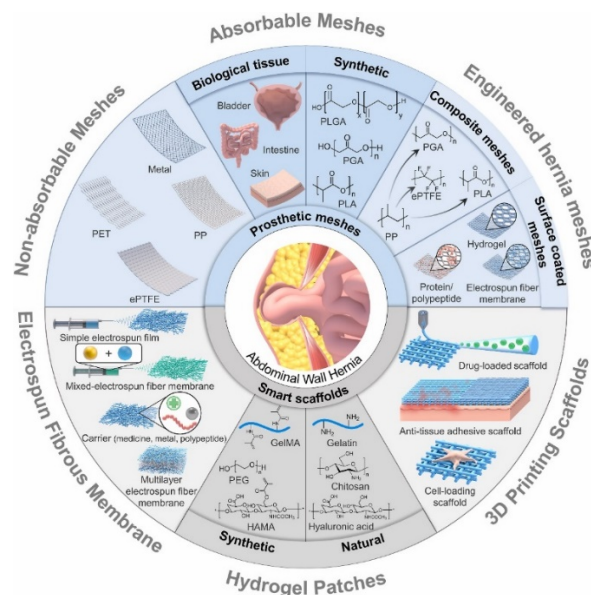 Absorbable Meshes
Biological tissue
Synthetic
Bladder
Intestine
Skin
PLGA
PGA
PLA
Non-absorbable Meshes
Metal
PET
PP
ePTFE
Engineered hernia meshes
Composite meshes
PGA
ePTFE
PLA
PP
Surface coated
meshes
Hydrogel
Protein/
polypeptide
Electrospun fiber
membrane
Prosthetic meshes
Abdominal Wall Hernia
Smart scaffolds
Electrospun Fibrous Membrane
Simple electrospun film
+
Mixed-electrospun fiber membrane
Carrier (medicine, metal, polypeptide)
Multilayer
electrospun fiber
membrane
GelMA
PEG
HAMA
Synthetic
Gelatin
NH₂
NH₂
Chitosan
Hyaluronic acid
Natural
Hydrogel Patches
3D Printing Scaffolds
Drug-loaded scaffold
Anti-tissue adhesive scaffold
Cell-loading
scaffold